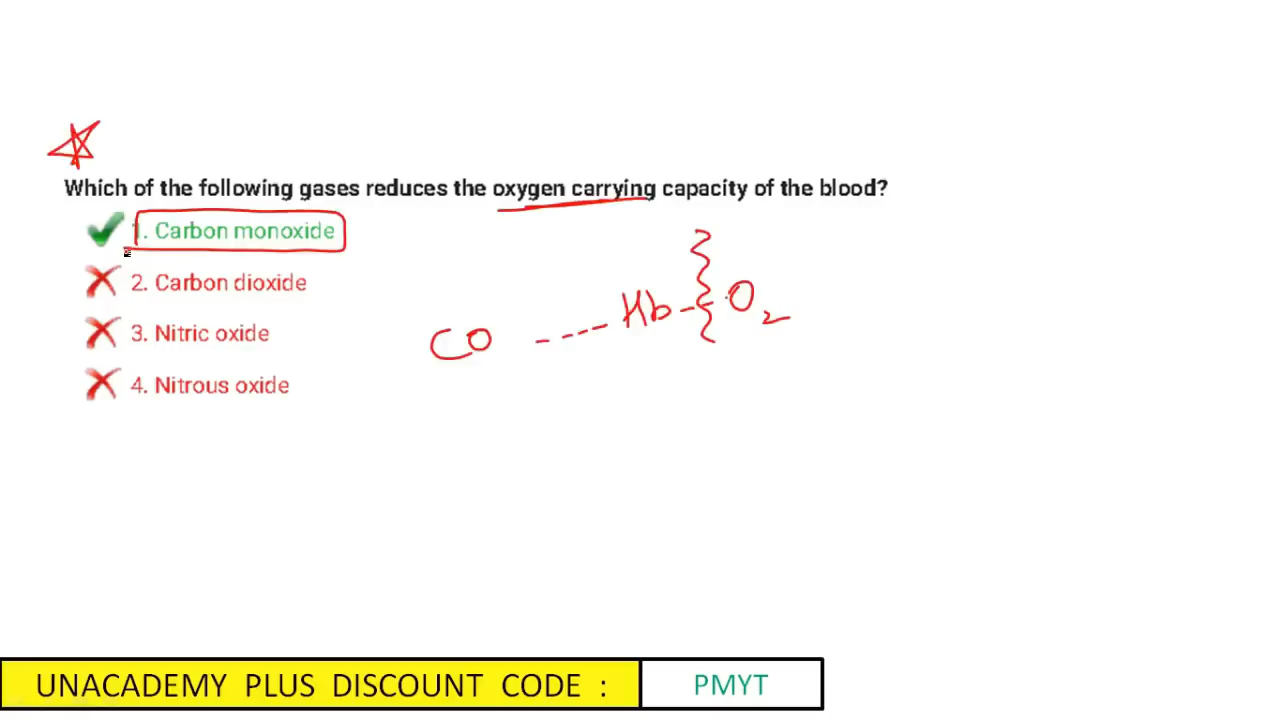 Which of the following gases reduces the oxygen carrying capacity of the blood?
1. Carbon monoxide
2. Carbon dioxide
3. Nitric oxide
4. Nitrous oxide
CO ---- Hb -- O2
UNACADEMY PLUS DISCOUNT CODE : PMYT